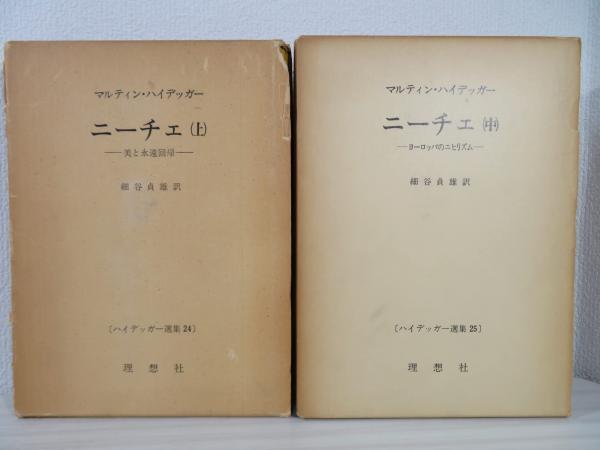 マルティン・ハイデッガー
ニーチェ(上)
—美と永遠回帰—
細谷貞雄訳
〔ハイデッガー選集24〕
理想社
マルティン・ハイデッガー
ニーチェ(中)
—ヨーロッパのニヒリズム—
細谷貞雄訳
〔ハイデッガー選集25〕
理想社